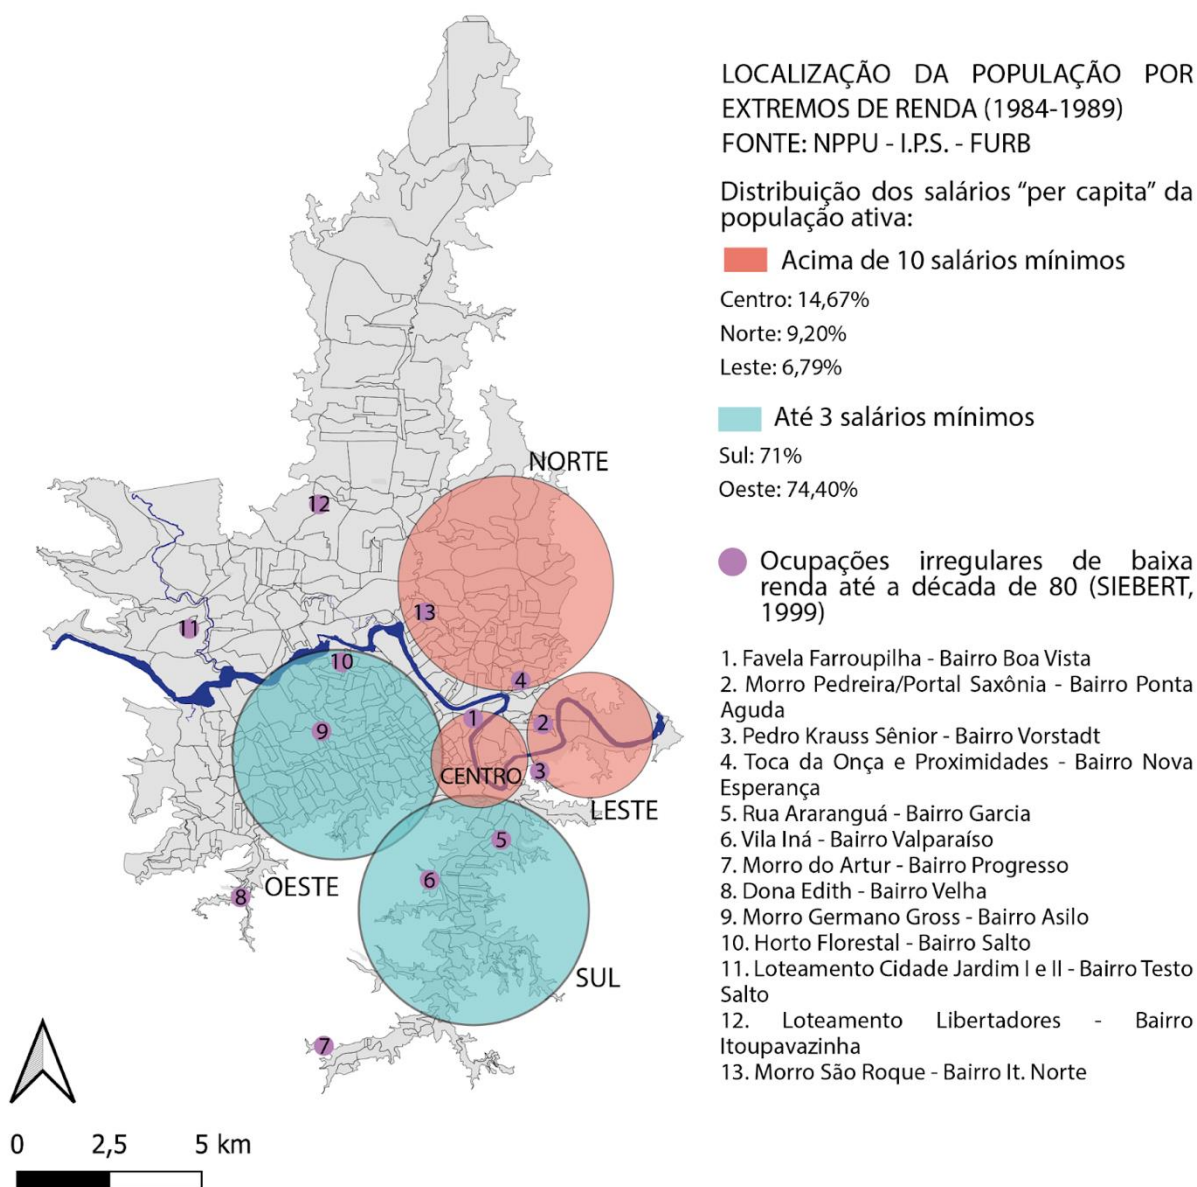 LOCALIZAÇÃO DA POPULAÇÃO POR
EXTREMOS DE RENDA (1984-1989)
FONTE: NPPU - I.P.S. - FURB
Distribuição dos salários “per capita” da
população ativa:
Acima de 10 salários mínimos
Centro: 14,67%
Norte: 9,20%
Leste: 6,79%
Até 3 salários mínimos
Sul: 71%
Oeste: 74,40%
Ocupações irregulares de baixa
renda até a década de 80 (SIEBERT,
1999)
1. Favela Farroupilha - Bairro Boa Vista
2. Morro Pedreira/Portal Saxônia - Bairro Ponta
Aguda
3. Pedro Krauss Sênior - Bairro Vorstadt
4. Toca da Onça e Proximidades - Bairro Nova
Esperança
5. Rua Araranguá - Bairro Garcia
6. Vila Iná - Bairro Valparaíso
7. Morro do Artur - Bairro Progresso
8. Dona Edith - Bairro Velha
9. Morro Germano Gross - Bairro Asilo
10. Horto Florestal - Bairro Salto
11. Loteamento Cidade Jardim I e II - Bairro Testo
Salto
12. Loteamento Libertadores - Bairro
Itoupavazinha
13. Morro São Roque - Bairro It. Norte
NORTE
12
13
11
10
4
1
2
9
CENTRO
3
LESTE
5
6
OESTE
8
SUL
7
0 2,5 5 km